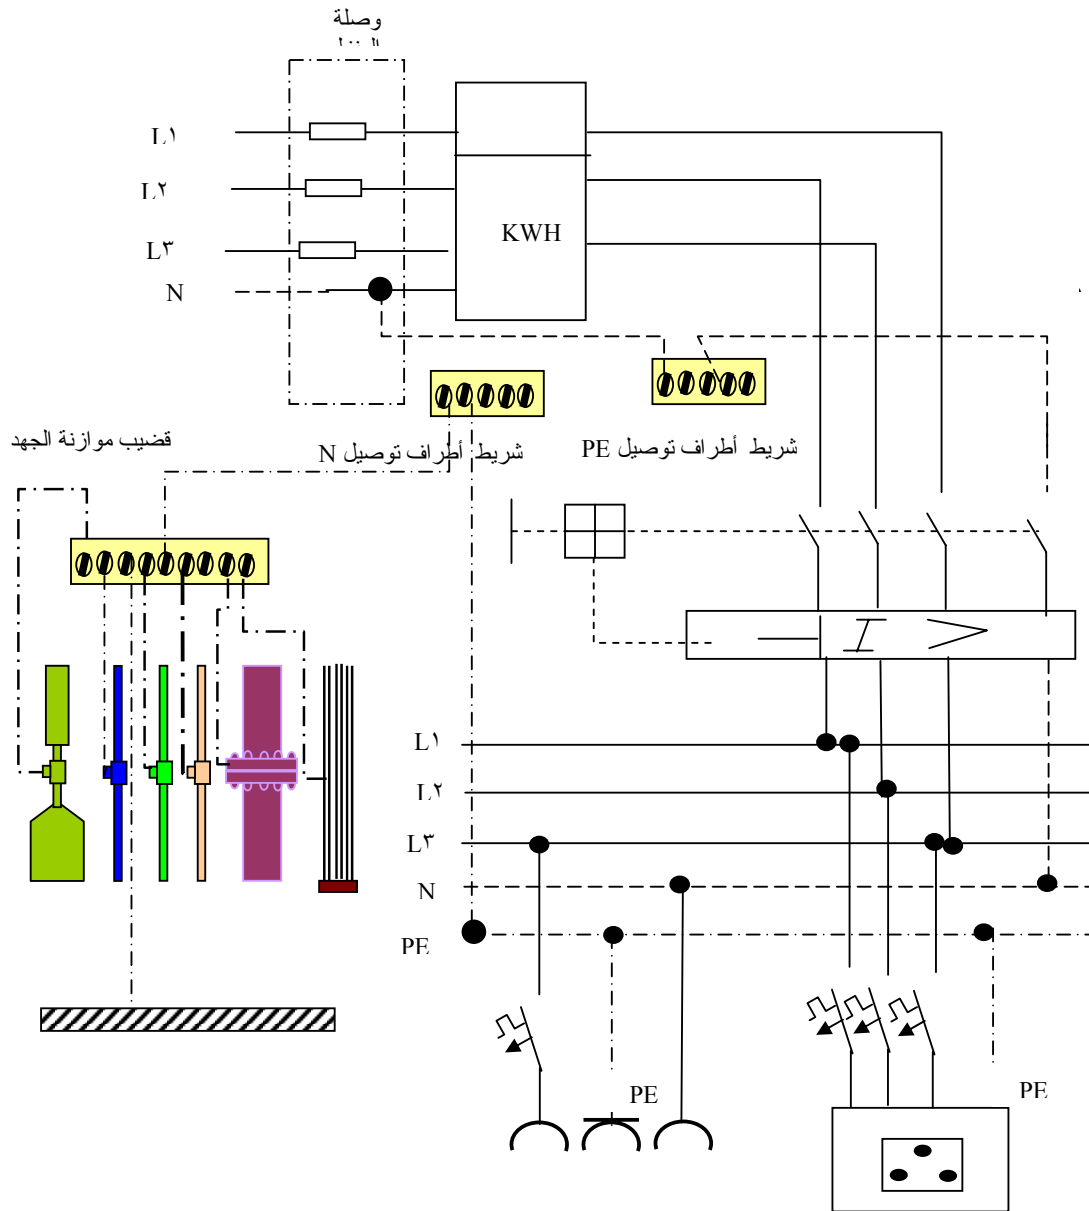 وصلة
L١
L٢
L٣
N
KWH
قضيب موازنة الجهد
شريط أطراف توصيل N
شريط أطراف توصيل PE
L١
L٢
L٣
N
PE
PE
PE